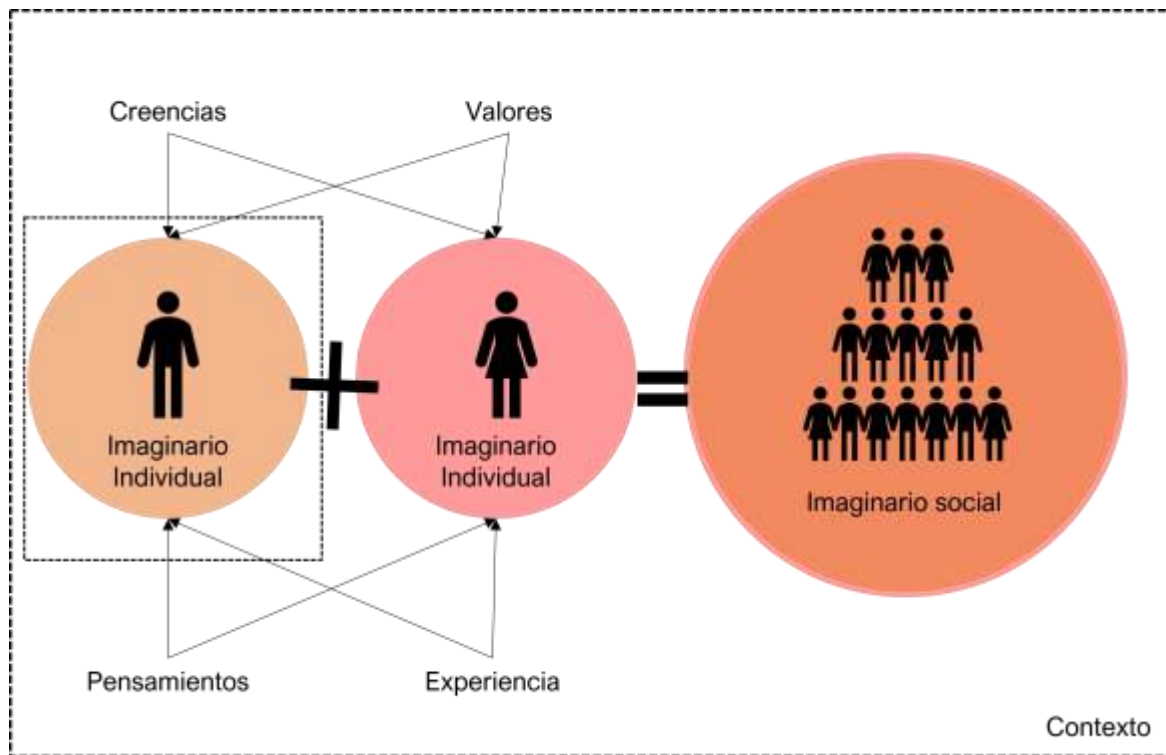 Creencias
Valores
Imaginario
Individual
Imaginario
Individual
Imaginario social
Pensamientos
Experiencia
Contexto